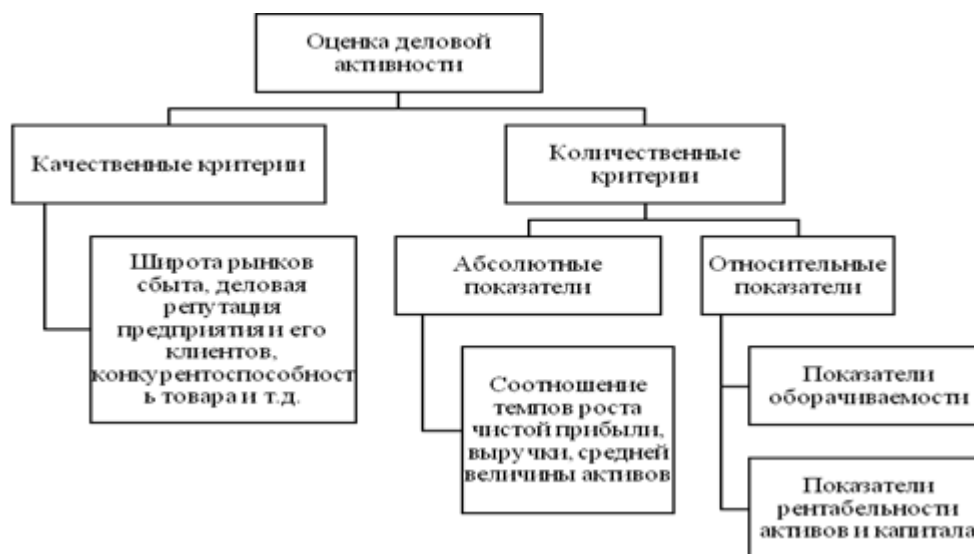 Оценка деловой
активности
Качественные критерии
Количественные
критерии
Широта рынков
сбыта, деловая
репутация
предприятия и его
клиентов,
конкурентоспособност
ь товара и т.д.
Абсолютные
показатели
Относительные
показатели
Соотношение
темпов роста
чистой прибыли,
выручки, средней
величины активов
Показатели
оборачиваемости
Показатели
рентабельности
активов и капитала